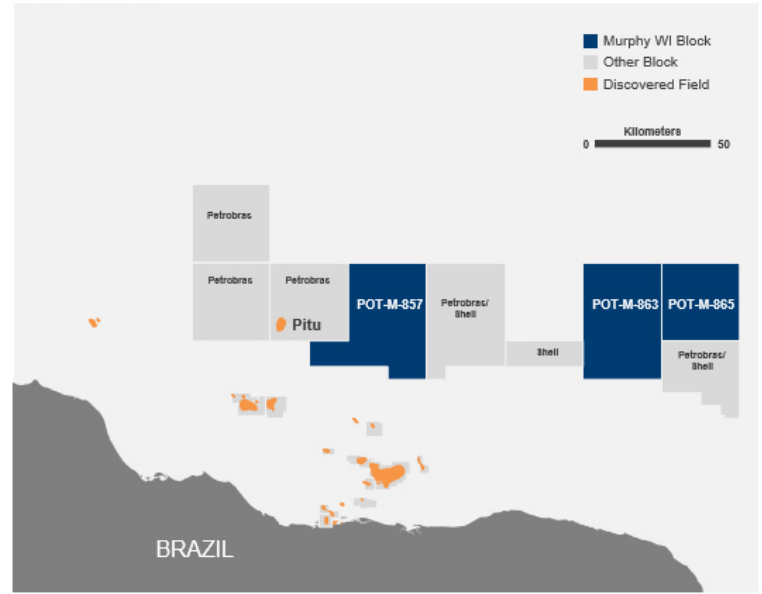 Murphy WI Block
Other Block
Discovered Field
Kilometers
0 50
Petrobras
Petrobras
Petrobras
Pitu
POT-M-857
Petrobras/
Shell
Shell
POT-M-863
POT-M-865
Petrobras/
Shell
BRAZIL